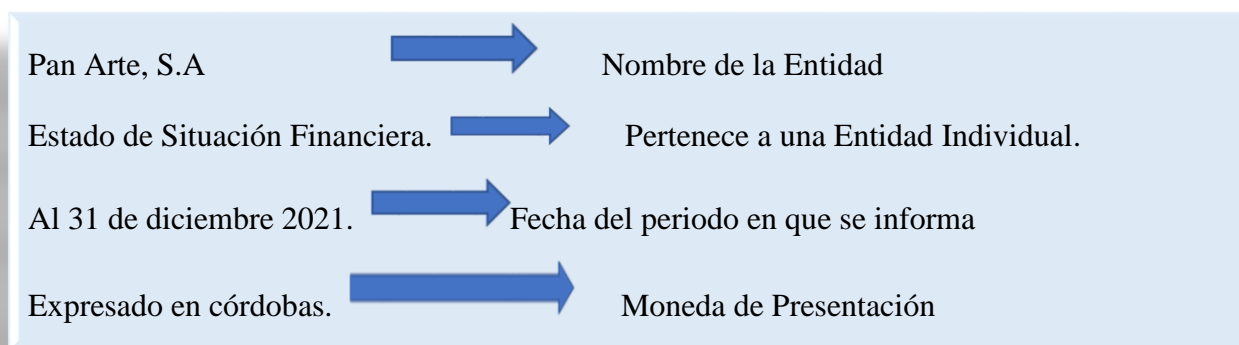 Pan Arte, S.A Nombre de la Entidad
Estado de Situación Financiera. Pertenece a una Entidad Individual.
Al 31 de diciembre 2021. Fecha del periodo en que se informa
Expresado en córdobas. Moneda de Presentación